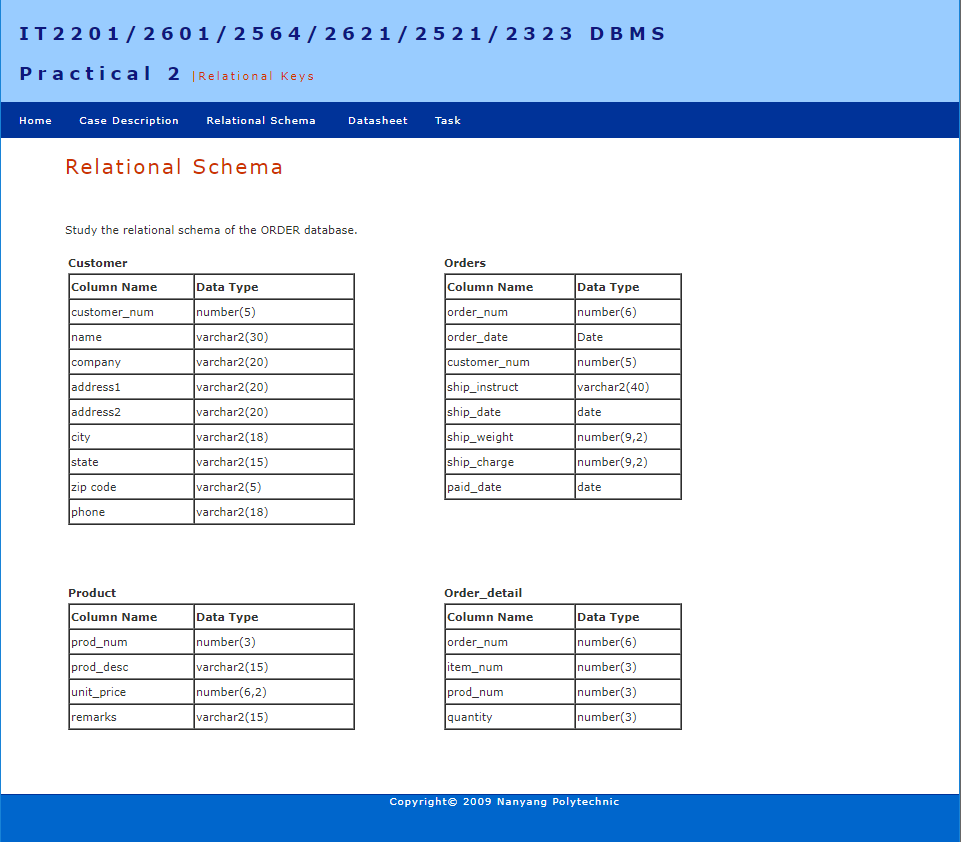 IT2201/2601/2564/2621/2521/2323 DBMS
Practical 2 |Relational Keys
Home Case Description Relational Schema Datasheet Task
Relational Schema
Study the relational schema of the ORDER database.
Customer
Column Name Data Type
customer_num number(5)
name varchar2(30)
company varchar2(20)
address1 varchar2(20)
address2 varchar2(20)
city varchar2(18)
state varchar2(15)
zip code varchar2(5)
phone varchar2(18)
Orders
Column Name Data Type
order_num number(6)
order_date Date
customer_num number(5)
ship_instruct varchar2(40)
ship_date date
ship_weight number(9,2)
ship_charge number(9,2)
paid_date date
Product
Column Name Data Type
prod_num number(3)
prod_desc varchar2(15)
unit_price number(6,2)
remarks varchar2(15)
Order_detail
Column Name Data Type
order_num number(6)
item_num number(3)
prod_num number(3)
quantity number(3)
Copyright© 2009 Nanyang Polytechnic